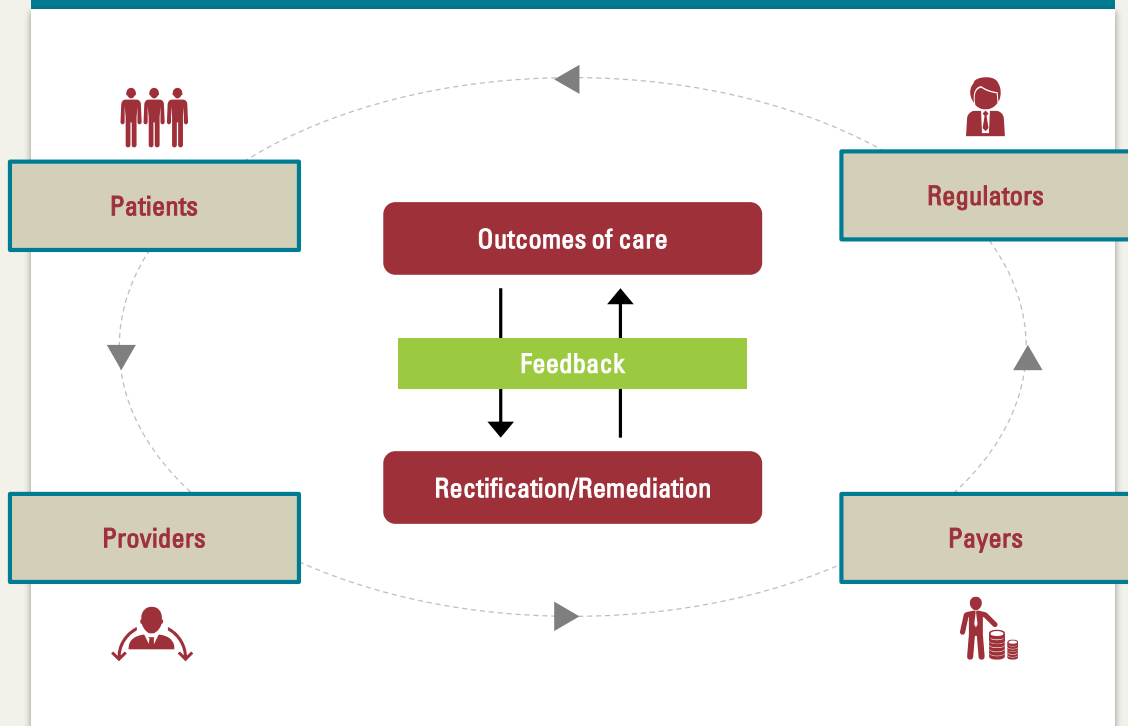 Patients
Regulators
Outcomes of care
Feedback
Rectification/Remediation
Providers
Payers